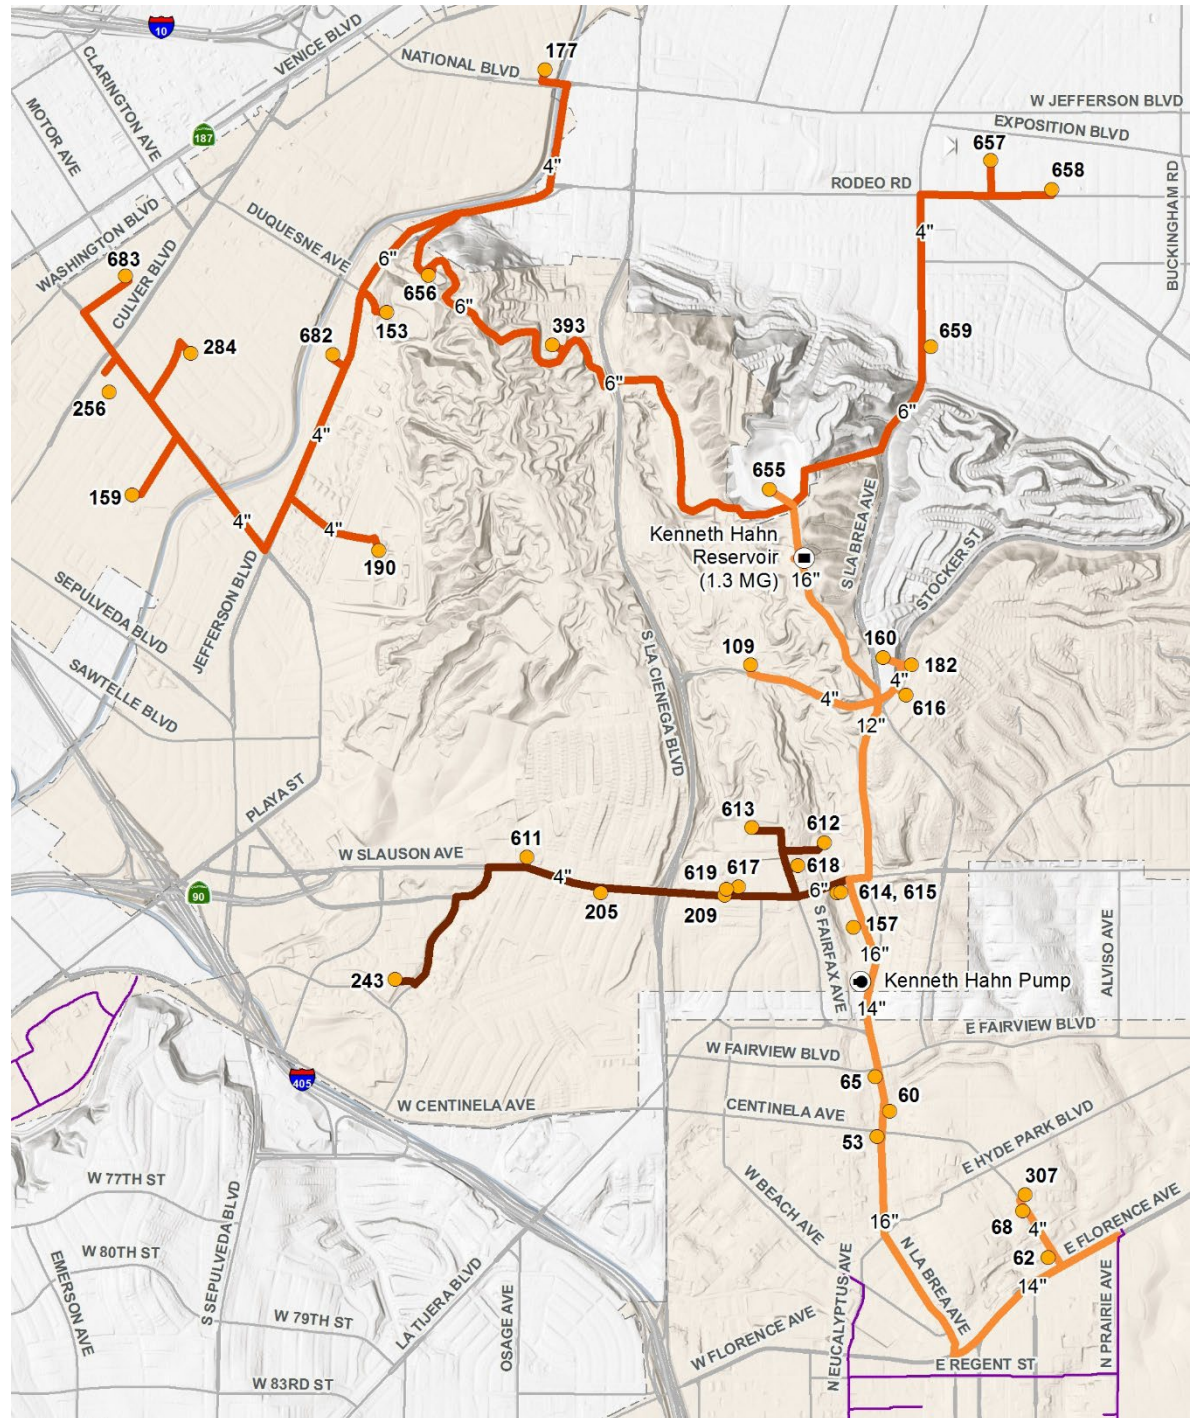 10
VENICE BLVD
CLARINGTON AVE
MOTOR AVE
187
NATIONAL BLVD
177
W JEFFERSON BLVD
EXPOSITION BLVD
657
658
RODEO RD
BUCKINGHAM RD
4"
4"
WASHINGTON BLVD
DUQUESNE AVE
CULVER BLVD
683
6"
656
6"
153
393
682
284
256
659
6"
6"
4"
159
4"
4"
190
655
Kenneth Hahn
Reservoir
(1.3 MG)
16"
S LA BREA AVE
STOCKER ST
JEFFERSON BLVD
SEPULVEDA BLVD
SAWTELLE BLVD
S LA CIENEGA BLVD
109
4"
160
182
4"
616
12"
PLAYA ST
W SLAUSON AVE
90
611
4"
205
613
612
619
617
618
209
6"
614, 615
157
S FAIRFAX AVE
16"
ALVISO AVE
243
Kenneth Hahn Pump
14"
E FAIRVIEW BLVD
W FAIRVIEW BLVD
405
65
60
W CENTINELA AVE
CENTINELA AVE
53
E HYDE PARK BLVD
W BEACH AVE
307
68
4"
62
E FLORENCE AVE
W 77TH ST
S SEPULVEDA BLVD
16"
N LA BREA AVE
14"
W 80TH ST
EMERSON AVE
LA TIJERA BLVD
N EUCALYPTUS AVE
N PRAIRIE AVE
W 79TH ST
OSAGE AVE
W FLORENCE AVE
E REGENT ST
W 83RD ST